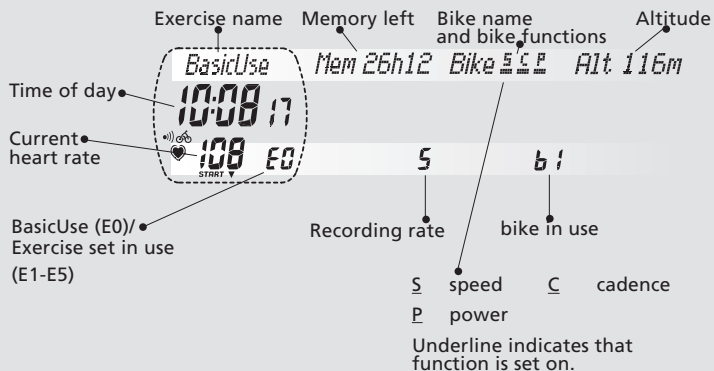 Exercise name Memory left Bike name Altitude
and bike functions
BasicUse Mem 26h12 Bike S C P Alt 116m
Time of day
10:08 17
Current
heart rate
108 E0 5 b1
START ▼
BasicUse (E0)/
Exercise set in use
(E1-E5)
Recording rate bike in use
S speed C cadence
P power
Underline indicates that
function is set on.